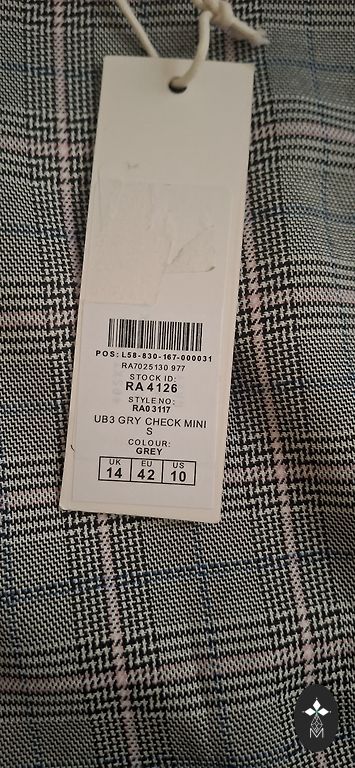 POS: L58-830-167-000031
RA7025130 977
STOCK ID:
RA 4126
STYLE NO:
RA03117
UB3 GRY CHECK MINI
S
COLOUR:
GREY
UK EU US
14 42 10
M